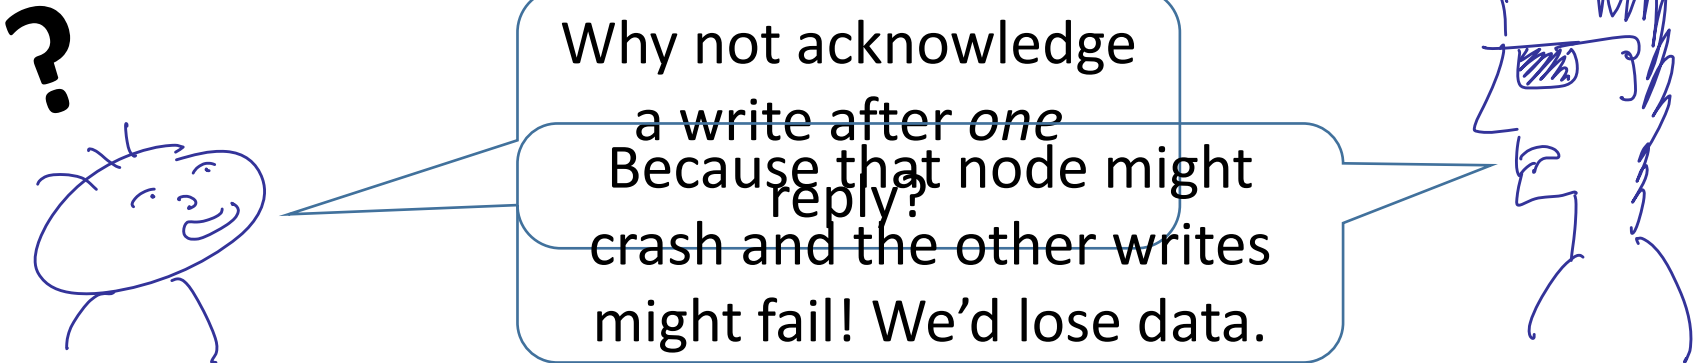 ?
Why not acknowledge
a write after one
reply?
Because that node might
crash and the other writes
might fail! We’d lose data.